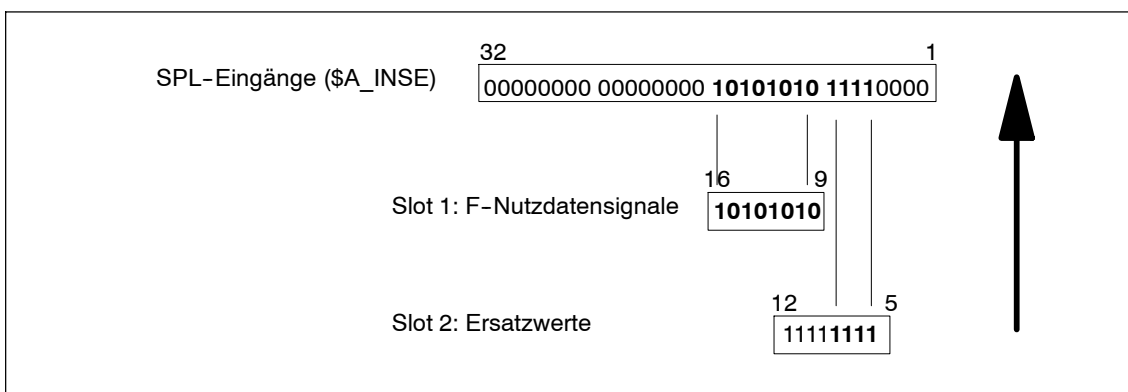 32 1
SPL-Eingänge ($A_INSE) 00000000 00000000 10101010 11110000
16 9
Slot 1: F-Nutzdatensignale 10101010
12 5
Slot 2: Ersatzwerte 11111111